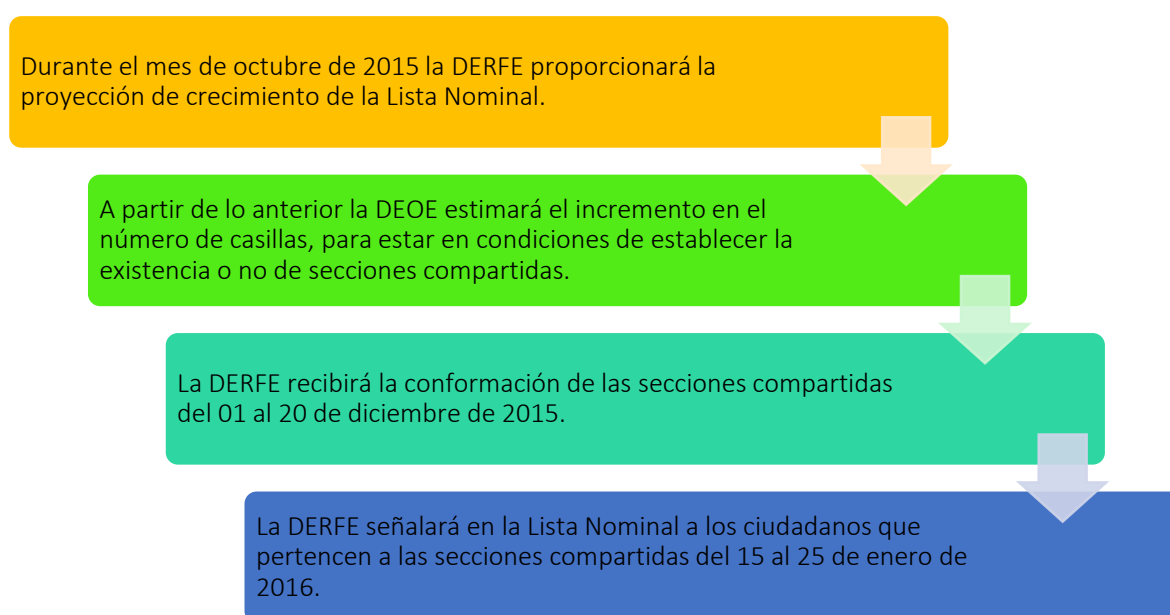 Durante el mes de octubre de 2015 la DERFE proporcionará la
proyección de crecimiento de la Lista Nominal.
A partir de lo anterior la DEOE estimará el incremento en el
número de casillas, para estar en condiciones de establecer la
existencia o no de secciones compartidas.
La DERFE recibirá la conformación de las secciones compartidas
del 01 al 20 de diciembre de 2015.
La DERFE señalará en la Lista Nominal a los ciudadanos que
pertencen a las secciones compartidas del 15 al 25 de enero de
2016.